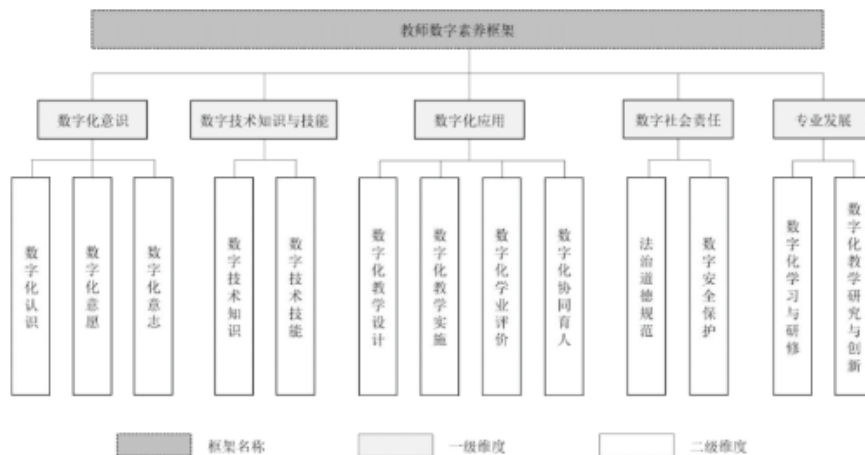 教师数字素养框架
数字化意识
数字技术知识与技能
数字化应用
数字社会责任
专业发展
数字化认识
数字化意愿
数字化意志
数字技术知识
数字技术技能
数字化教学设计
数字化教学实施
数字化学业评价
数字化协同育人
法治道德规范
数字安全保护
数字化学习与研修
数字化教学研究与创新
框架名称
一级维度
二级维度